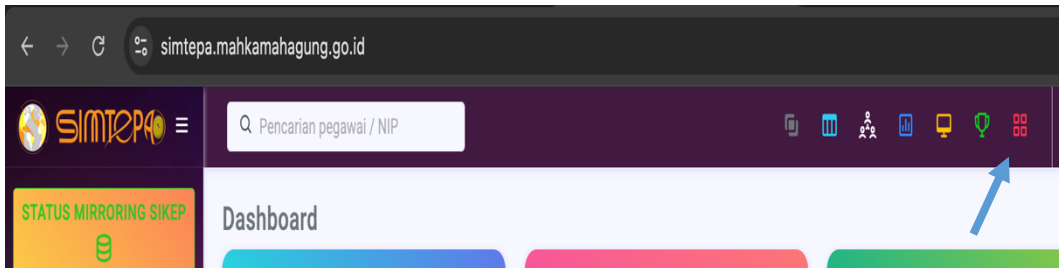 simtepa.mahkamahagung.go.id
SIMTEPA
Pencarian pegawai / NIP
STATUS MIRRORING SIKEP
Dashboard